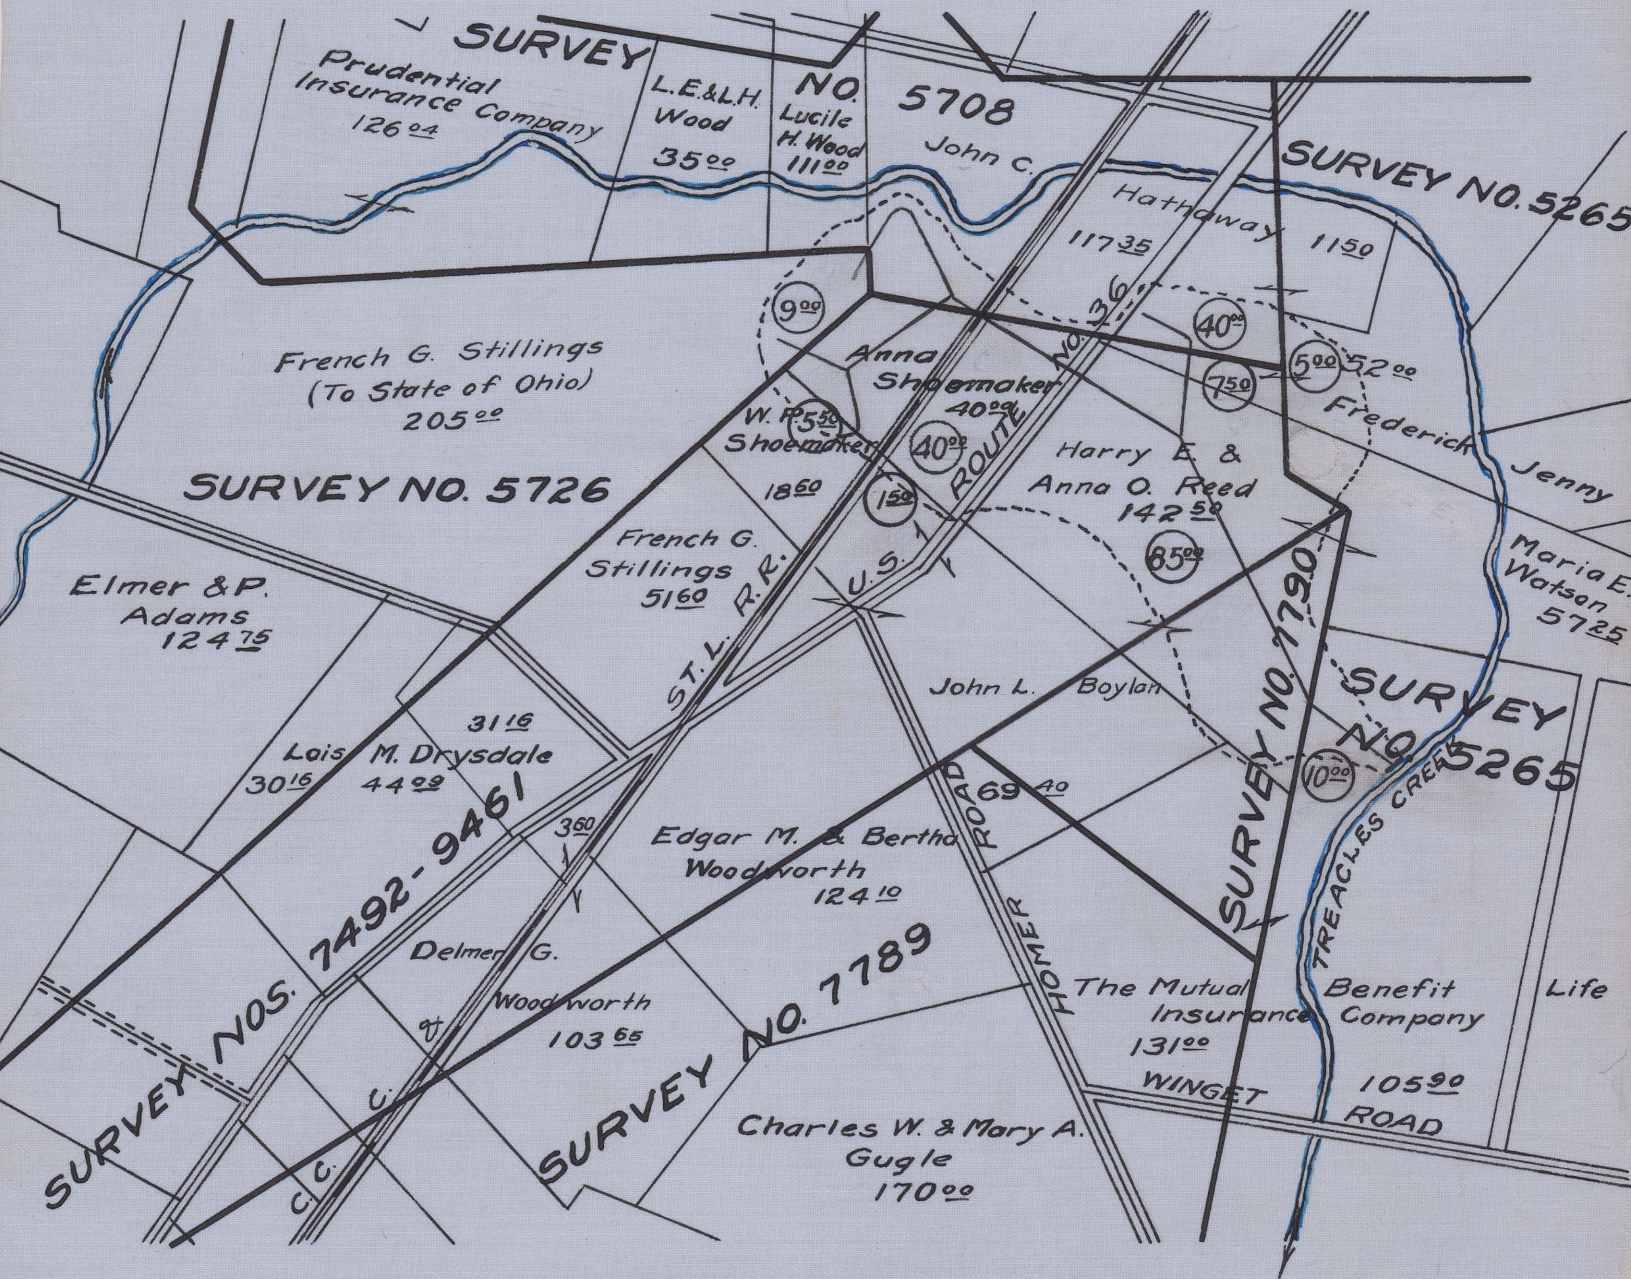 SURVEY NO. 5708
Prudential
Insurance Company
126 04
L.E.&L.H.
Wood
35 00
Lucile
H. Wood
111 00
John C.
Hathaway
117 35
11 50
SURVEY NO. 5265
9 00
40 00
7 50
5 00
52 00
Frederick
Jenny
French G. Stillings
(To State of Ohio)
205 00
SURVEY NO. 5726
Anna
Shoemaker
40 00
40 00
W. P.
Shoemaker
5 50
18 60
1 50
U.S. ROUTE NO. 36
Harry E. &
Anna O. Reed
142 50
85 00
Maria E.
Watson
57 25
French G.
Stillings
51 60
Elmer & P.
Adams
124 75
C. C. C. & ST. L. R. R.
John L. Boylan
69 40
SURVEY NO. 7790
SURVEY
NO. 5265
10 00
TREACLES CREEK
31 16
Lois M. Drysdale
30 16
44 09
3 60
SURVEY NOS. 7492-9461
Edgar M. & Bertha
Woodworth
124 10
Delmer G.
Woodworth
103 65
SURVEY NO. 7789
HOMER ROAD
The Mutual Benefit Life
Insurance Company
131 00
105 90
WINGET ROAD
Charles W. & Mary A.
Gugle
170 00